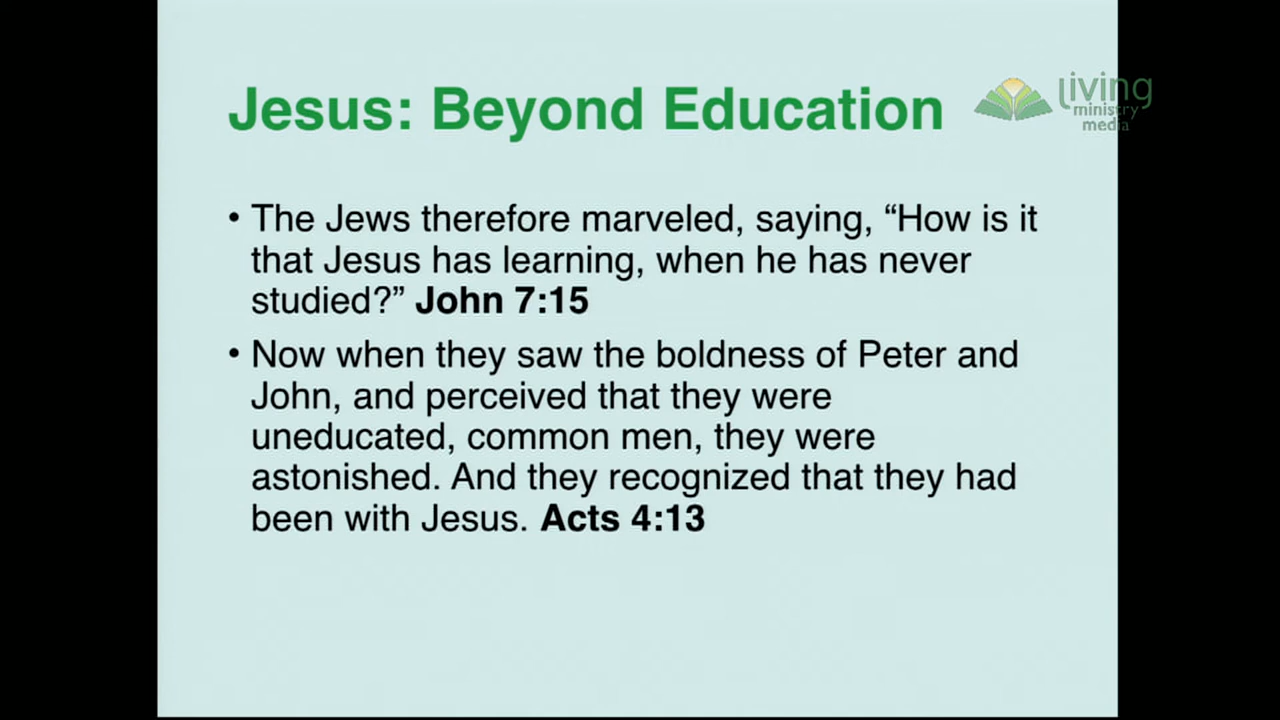 Jesus: Beyond Education
living
ministry
media
• The Jews therefore marveled, saying, “How is it
that Jesus has learning, when he has never
studied?” John 7:15
• Now when they saw the boldness of Peter and
John, and perceived that they were
uneducated, common men, they were
astonished. And they recognized that they had
been with Jesus. Acts 4:13